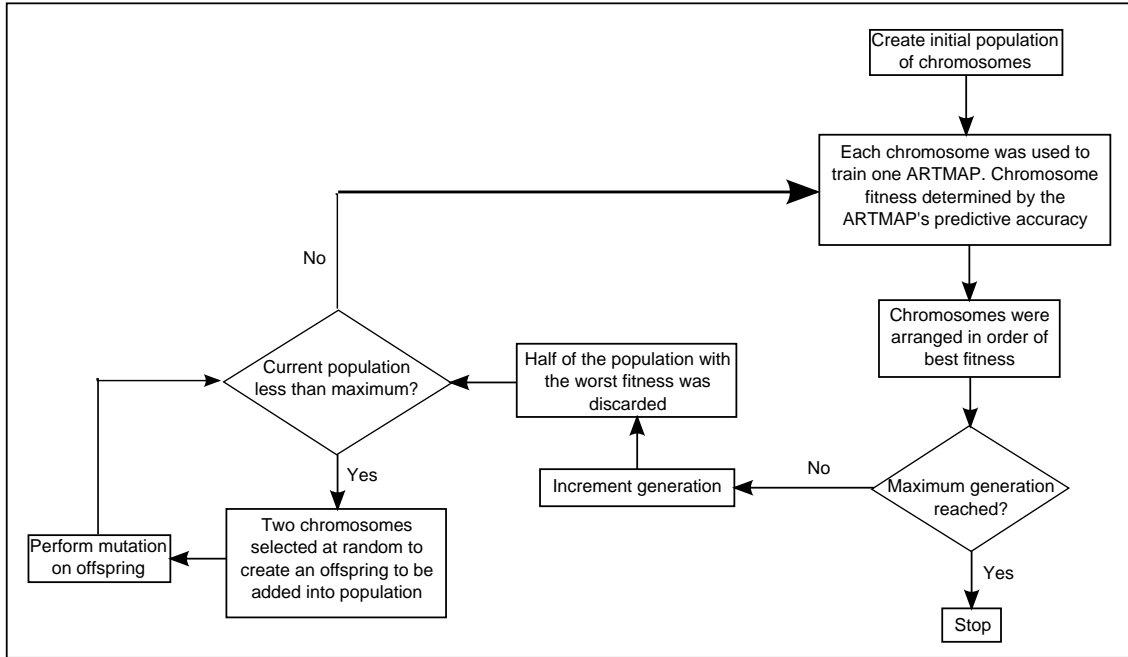 Create initial population
of chromosomes
Each chromosome was used to
train one ARTMAP. Chromosome
fitness determined by the
ARTMAP's predictive accuracy
No
Chromosomes were
arranged in order of
best fitness
Current population
less than maximum?
Half of the population with
the worst fitness was
discarded
Yes
No
Increment generation
Maximum generation
reached?
Two chromosomes
selected at random to
create an offspring to be
added into population
Perform mutation
on offspring
Yes
Stop